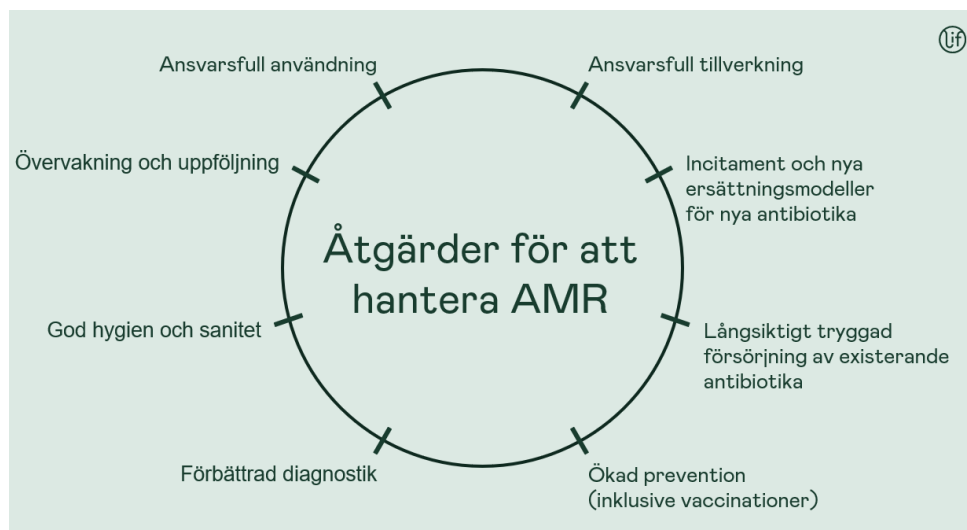 lif
Ansvarsfull användning
Ansvarsfull tillverkning
Övervakning och uppföljning
Incitament och nya
ersättningsmodeller
för nya antibiotika
Åtgärder för att
hantera AMR
God hygien och sanitet
Långsiktigt tryggad
försörjning av existerande
antibiotika
Förbättrad diagnostik
Ökad prevention
(inklusive vaccinationer)